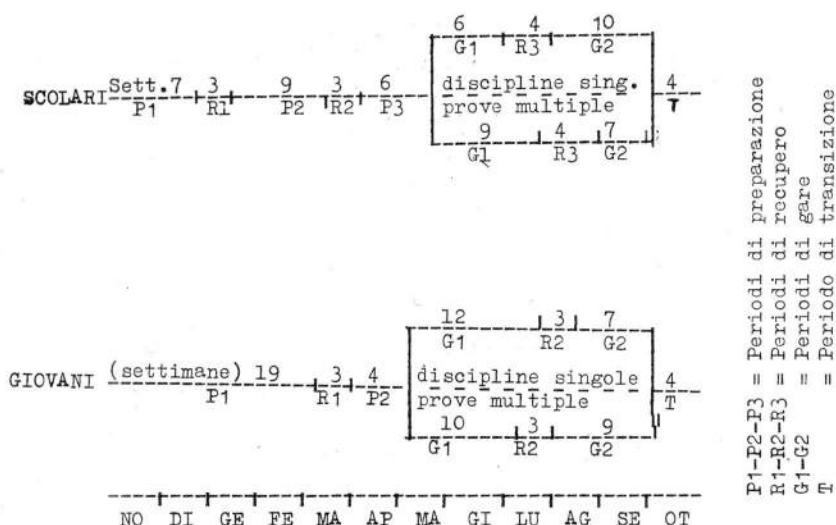 6 4 10
G1 R3 G2
SCOLARI Sett.7 3 9 3 6 discipline sing. 4
P1 R1 P2 R2 P3 prove multiple T
9 4 7
G1 R3 G2
12 3 7
G1 R2 G2
GIOVANI (settimane) 19 3 4 discipline singole 4
P1 R1 P2 prove multiple T
10 3 9
G1 R2 G2
NO DI GE FE MA AP MA GI LU AG SE OT
P1-P2-P3 = Periodi di preparazione
R1-R2-R3 = Periodi di recupero
G1-G2 = Periodi di gare
T = Periodo di transizione